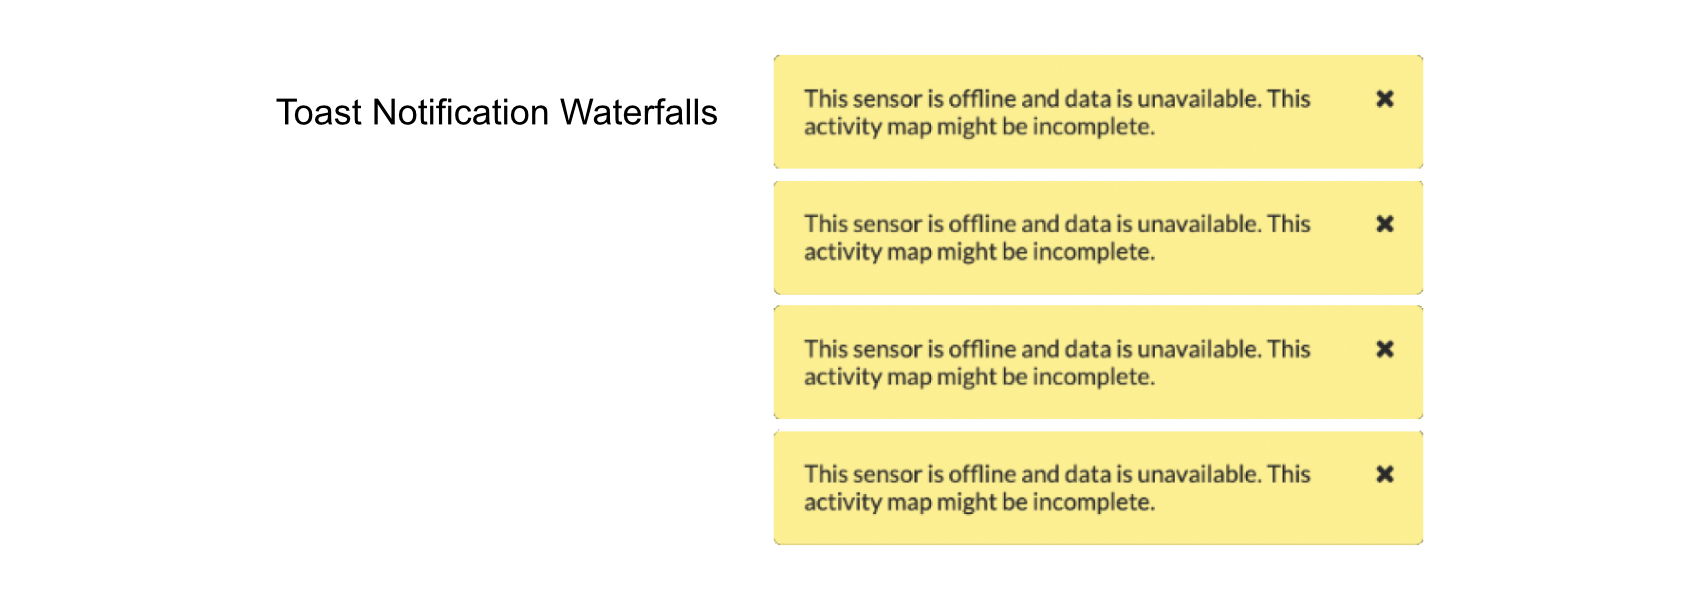 Toast Notification Waterfalls
This sensor is offline and data is unavailable. This
activity map might be incomplete.
This sensor is offline and data is unavailable. This
activity map might be incomplete.
This sensor is offline and data is unavailable. This
activity map might be incomplete.
This sensor is offline and data is unavailable. This
activity map might be incomplete.